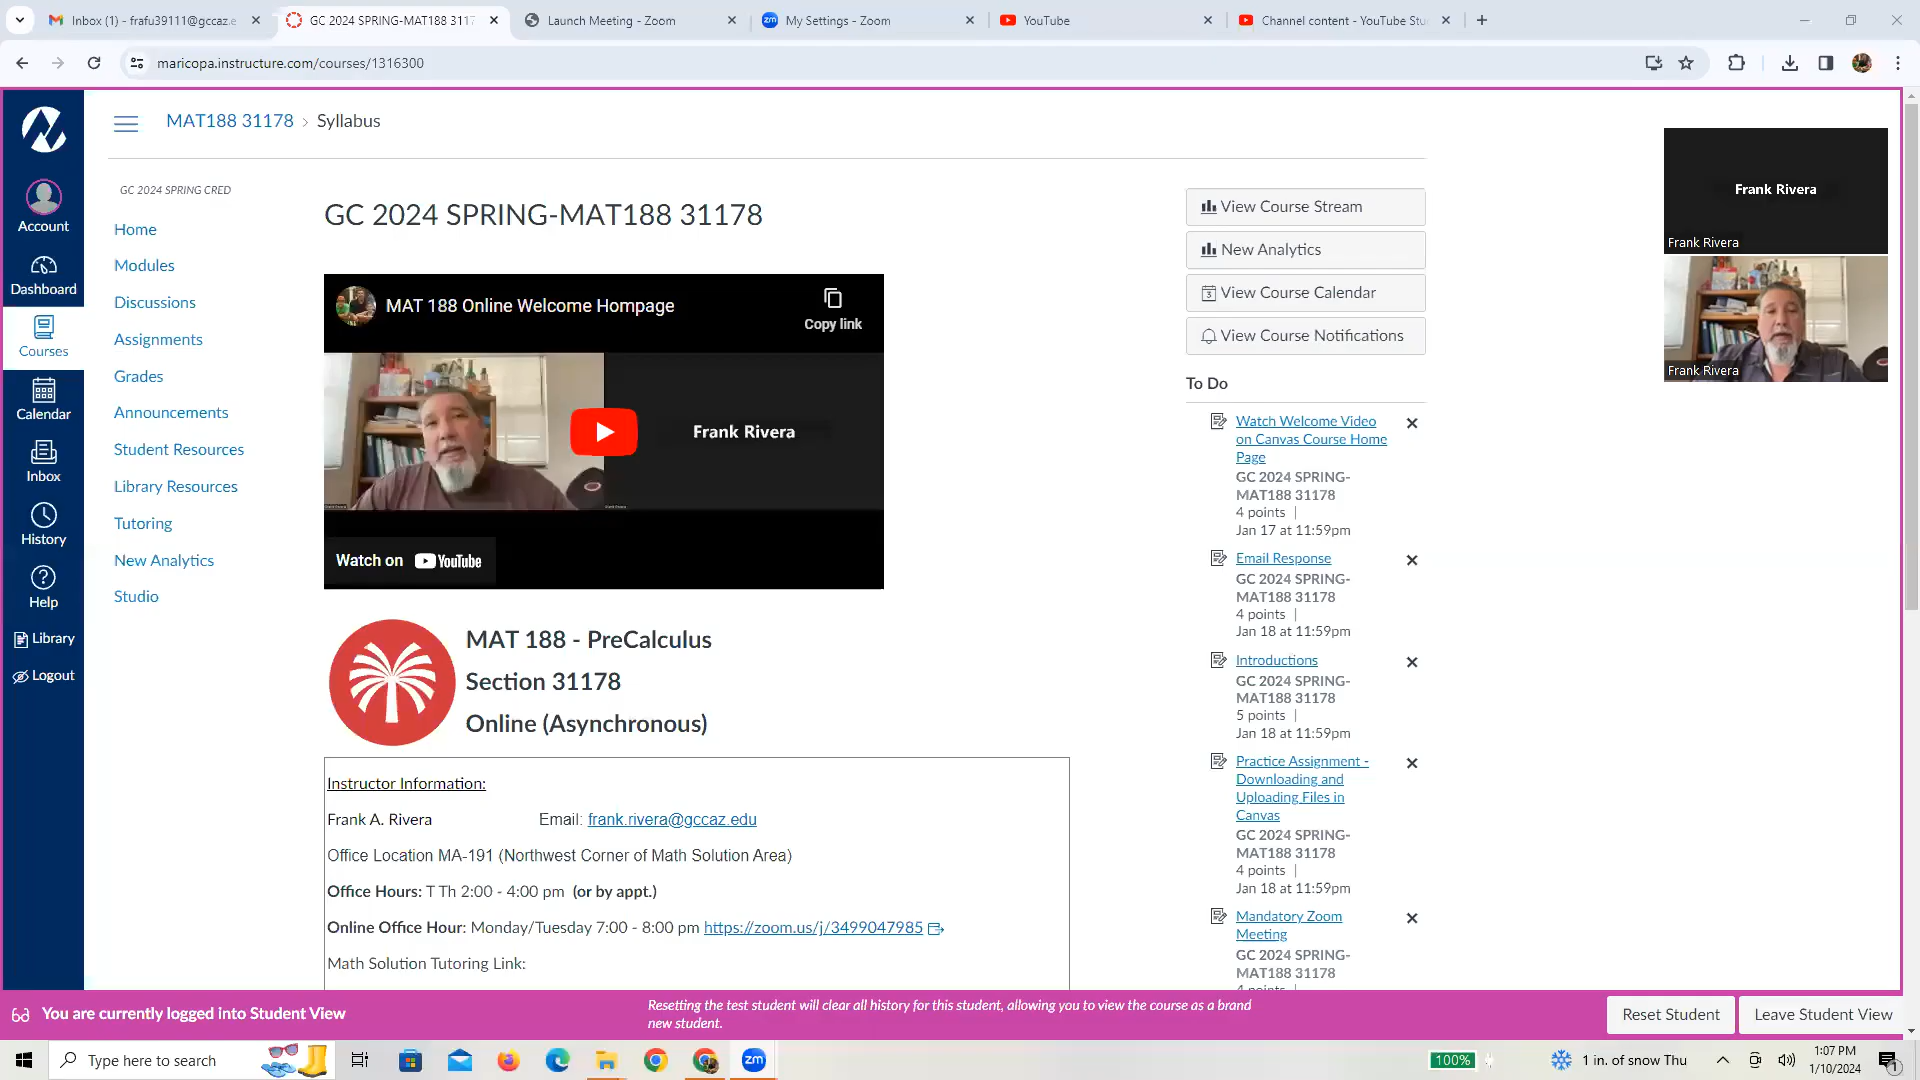 Inbox (1) - frafu39111@gccaz.e
GC 2024 SPRING-MAT188 3117
Launch Meeting - Zoom
My Settings - Zoom
YouTube
Channel content - YouTube Stu
maricopa.instructure.com/courses/1316300
MAT188 31178 › Syllabus
GC 2024 SPRING CRED
Home
Modules
Discussions
Assignments
Grades
Announcements
Student Resources
Library Resources
Tutoring
New Analytics
Studio
Account
Dashboard
Courses
Calendar
Inbox
History
Help
Library
Logout
GC 2024 SPRING-MAT188 31178
MAT 188 Online Welcome Hompage
Copy link
Frank Rivera
Watch on YouTube
MAT 188 - PreCalculus
Section 31178
Online (Asynchronous)
Instructor Information:
Frank A. Rivera Email: frank.rivera@gccaz.edu
Office Location MA-191 (Northwest Corner of Math Solution Area)
Office Hours: T Th 2:00 - 4:00 pm (or by appt.)
Online Office Hour: Monday/Tuesday 7:00 - 8:00 pm https://zoom.us/j/3499047985
Math Solution Tutoring Link:
View Course Stream
New Analytics
3 View Course Calendar
View Course Notifications
To Do
Watch Welcome Video
on Canvas Course Home
Page
GC 2024 SPRING-
MAT188 31178
4 points |
Jan 17 at 11:59pm
Email Response
GC 2024 SPRING-
MAT188 31178
4 points |
Jan 18 at 11:59pm
Introductions
GC 2024 SPRING-
MAT188 31178
5 points |
Jan 18 at 11:59pm
Practice Assignment -
Downloading and
Uploading Files in
Canvas
GC 2024 SPRING-
MAT188 31178
4 points |
Jan 18 at 11:59pm
Mandatory Zoom
Meeting
GC 2024 SPRING-
MAT188 31178
4 points |
Frank Rivera
Frank Rivera
Frank Rivera
You are currently logged into Student View
Resetting the test student will clear all history for this student, allowing you to view the course as a brand
new student.
Reset Student
Leave Student View
Type here to search
zm
100%
1 in. of snow Thu
1:07 PM
1/10/2024
1